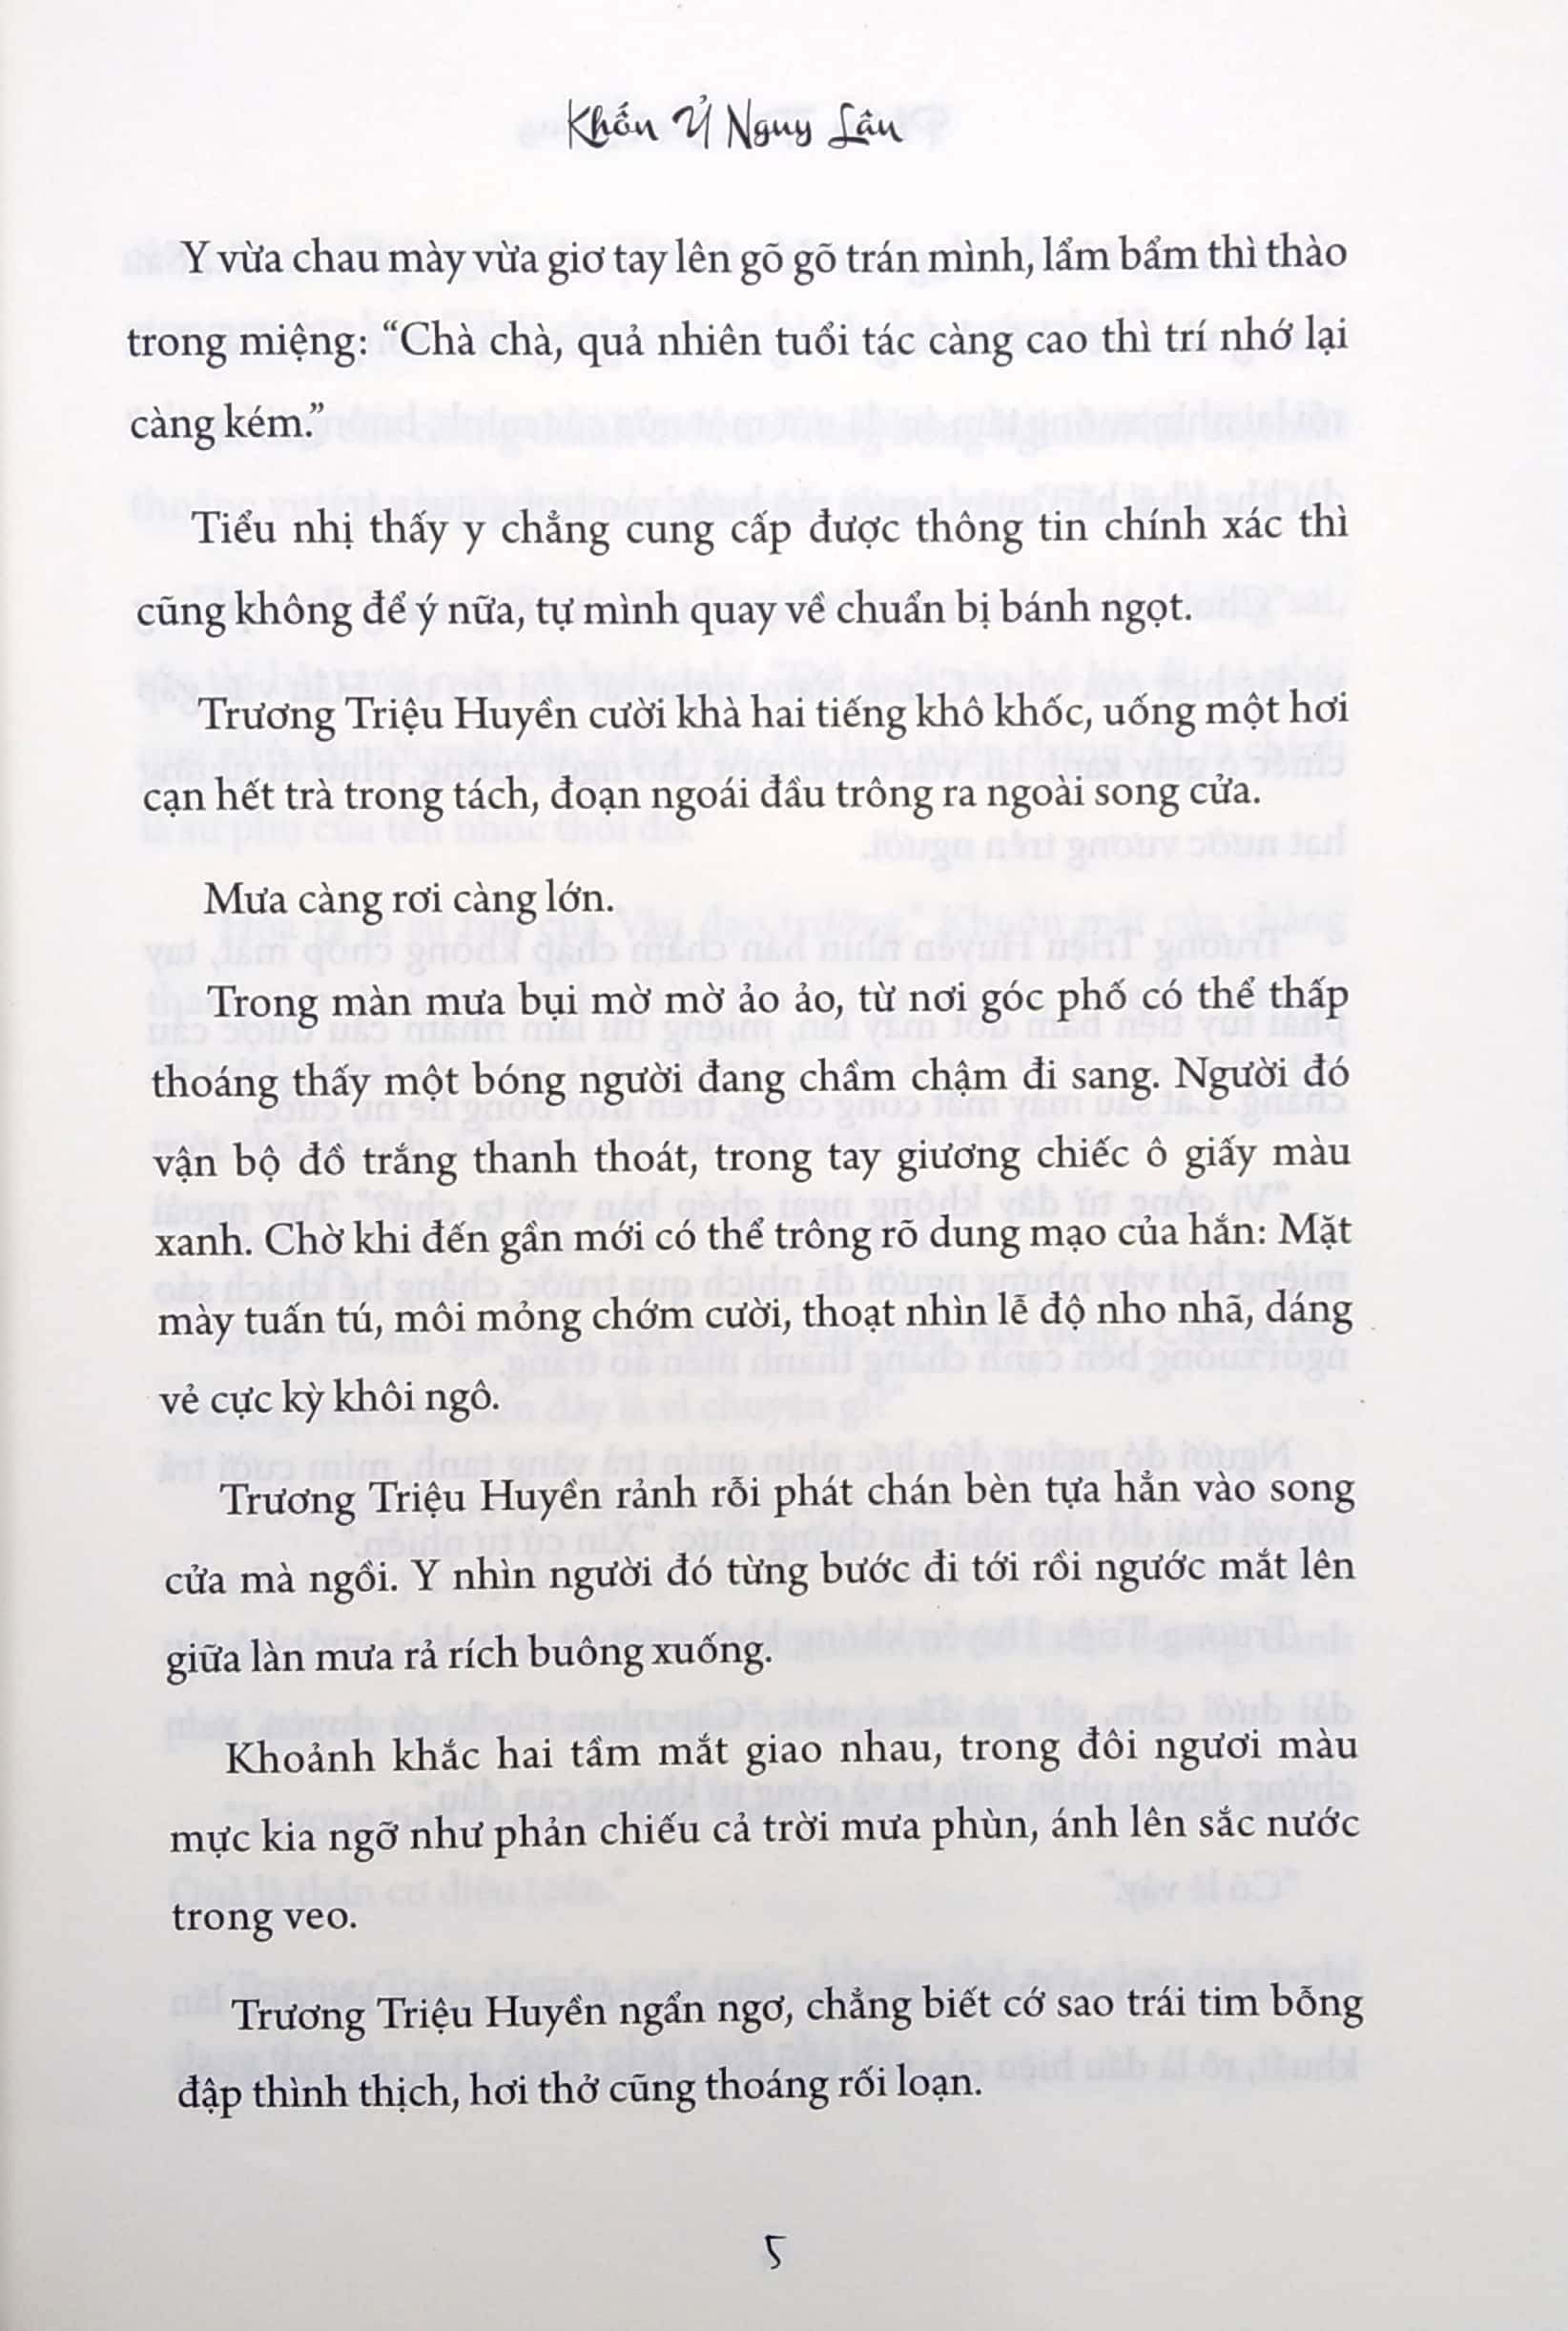 Khốn Ỷ Nguy Lâu
Y vừa chau mày vừa giơ tay lên gõ gõ trán mình, lẩm bẩm thì thào
trong miệng: “Chà chà, quả nhiên tuổi tác càng cao thì trí nhớ lại
càng kém.”
Tiểu nhị thấy y chẳng cung cấp được thông tin chính xác thì
cũng không để ý nữa, tự mình quay về chuẩn bị bánh ngọt.
Trương Triệu Huyền cười khà hai tiếng khô khốc, uống một hơi
cạn hết trà trong tách, đoạn ngoái đầu trông ra ngoài song cửa.
Mưa càng rơi càng lớn.
Trong màn mưa bụi mờ mờ ảo ảo, từ nơi góc phố có thể thấp
thoáng thấy một bóng người đang chầm chậm đi sang. Người đó
vận bộ đồ trắng thanh thoát, trong tay giương chiếc ô giấy màu
xanh. Chờ khi đến gần mới có thể trông rõ dung mạo của hắn: Mặt
mày tuấn tú, môi mỏng chớm cười, thoạt nhìn lễ độ nho nhã, dáng
vẻ cực kỳ khôi ngô.
Trương Triệu Huyền rảnh rỗi phát chán bèn tựa hẳn vào song
cửa mà ngồi. Y nhìn người đó từng bước đi tới rồi ngước mắt lên
giữa làn mưa rả rích buông xuống.
Khoảnh khắc hai tầm mắt giao nhau, trong đôi ngươi màu
mực kia ngỡ như phản chiếu cả trời mưa phùn, ánh lên sắc nước
trong veo.
Trương Triệu Huyền ngẩn ngơ, chẳng biết cớ sao trái tim bỗng
đập thình thịch, hơi thở cũng thoáng rối loạn.
5